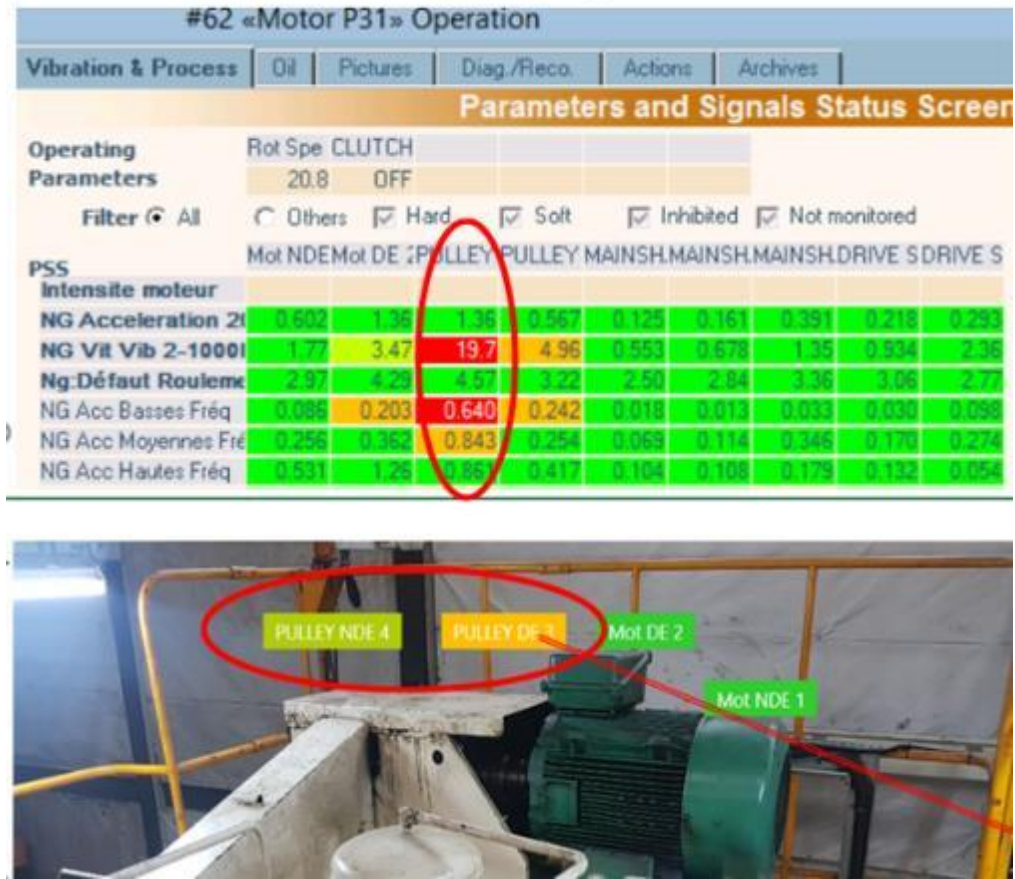 #62 «Motor P31» Operation
Vibration & Process Oil Pictures Diag./Reco. Actions Archives
Parameters and Signals Status Screen
Operating Rot Spe CLUTCH
Parameters 20.8 OFF
Filter All Others Hard Soft Inhibited Not monitored
PSS Mot NDE Mot DE 2 PULLEY PULLEY MAINSH. MAINSH. MAINSH. DRIVE S DRIVE S
Intensite moteur
NG Acceleration 20 0.602 1.36 1.36 0.567 0.125 0.161 0.391 0.218 0.293
NG Vit Vib 2-1000 1.77 3.47 19.7 4.96 0.553 0.678 1.35 0.934 2.36
Ng:Défaut Rouleme 2.97 4.29 4.57 3.22 2.50 2.84 3.36 3.06 2.77
NG Acc Basses Fréq 0.086 0.203 0.640 0.242 0.018 0.013 0.033 0.030 0.098
NG Acc Moyennes Fré 0.256 0.362 0.843 0.254 0.069 0.114 0.346 0.170 0.274
NG Acc Hautes Fréq 0.531 1.26 0.861 0.417 0.104 0.108 0.179 0.132 0.054
PULLEY NDE 4 PULLEY DE 3 Mot DE 2
Mot NDE 1